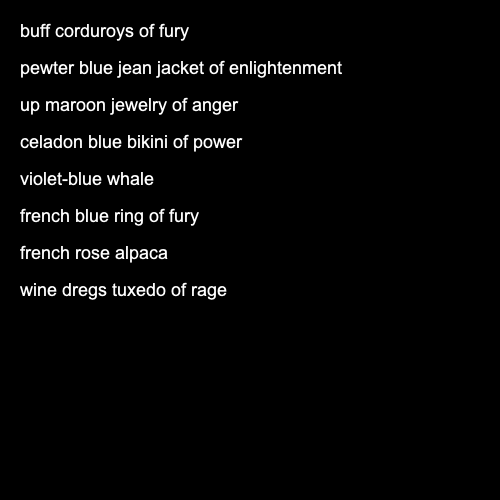 buff corduroys of fury
pewter blue jean jacket of enlightenment
up maroon jewelry of anger
celadon blue bikini of power
violet-blue whale
french blue ring of fury
french rose alpaca
wine dregs tuxedo of rage